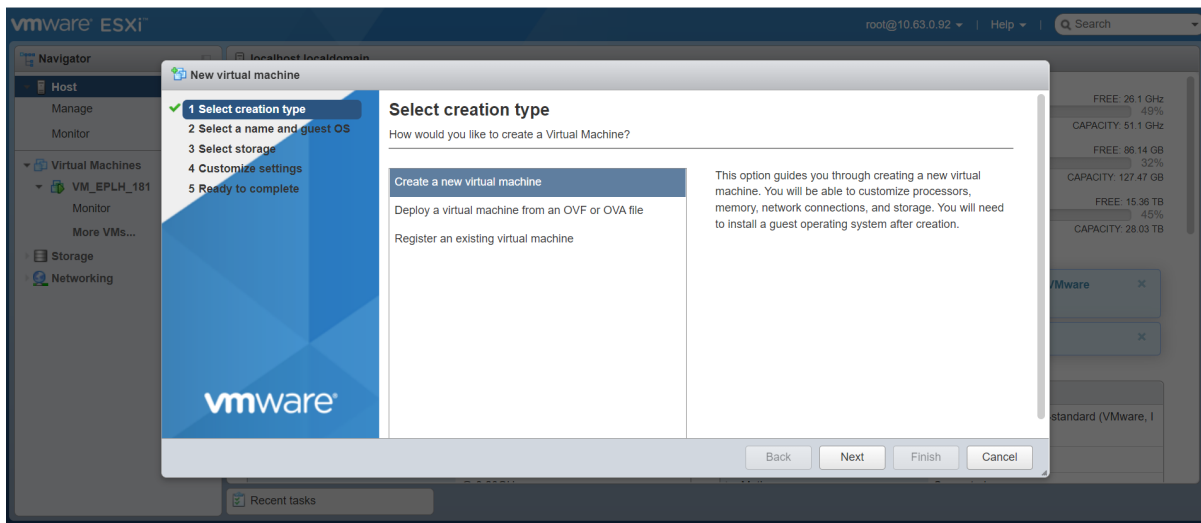 vmware ESXi™
root@10.63.0.92 | Help | Search
Navigator
localhost.localdomain
Host
Manage
Monitor
Virtual Machines
VM_EPLH_181
Monitor
More VMs...
Storage
Networking
New virtual machine
1 Select creation type
2 Select a name and guest OS
3 Select storage
4 Customize settings
5 Ready to complete
vmware®
Select creation type
How would you like to create a Virtual Machine?
Create a new virtual machine
Deploy a virtual machine from an OVF or OVA file
Register an existing virtual machine
This option guides you through creating a new virtual
machine. You will be able to customize processors,
memory, network connections, and storage. You will need
to install a guest operating system after creation.
Back Next Finish Cancel
FREE: 26.1 GHz
49%
CAPACITY: 51.1 GHz
FREE: 86.14 GB
32%
CAPACITY: 127.47 GB
FREE: 15.36 TB
45%
CAPACITY: 28.03 TB
VMware
-standard (VMware, I
Recent tasks